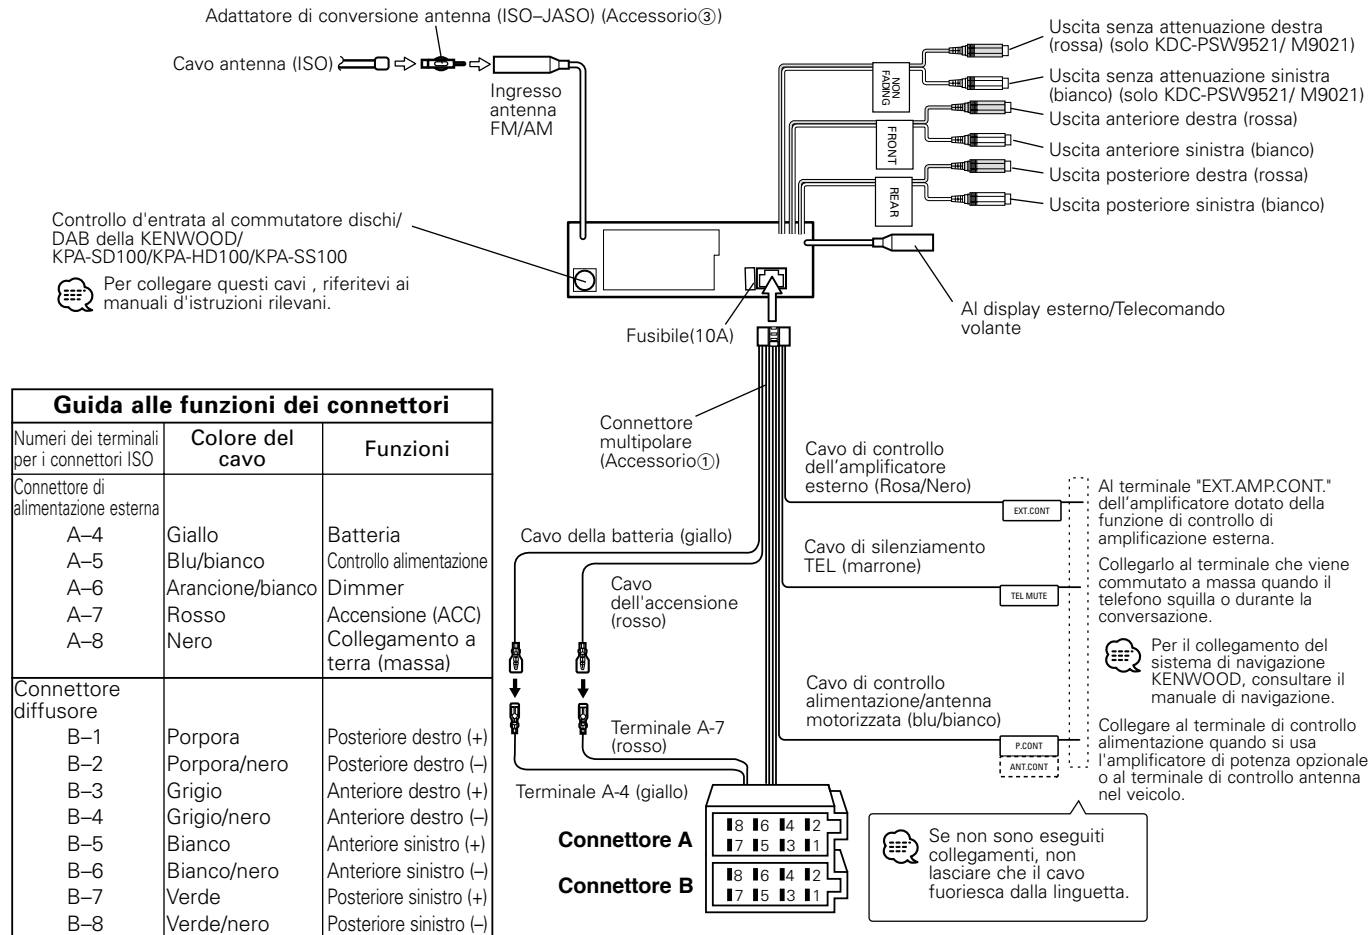 Adattatore di conversione antenna (ISO–JASO) (Accessorio③)
Cavo antenna (ISO)
Ingresso
antenna
FM/AM
Uscita senza attenuazione destra
(rossa) (solo KDC-PSW9521/ M9021)
Uscita senza attenuazione sinistra
(bianco) (solo KDC-PSW9521/ M9021)
Uscita anteriore destra (rossa)
Uscita anteriore sinistra (bianco)
Uscita posteriore destra (rossa)
Uscita posteriore sinistra (bianco)
NON
FADING
FRONT
REAR
Controllo d'entrata al commutatore dischi/
DAB della KENWOOD/
KPA-SD100/KPA-HD100/KPA-SS100
Per collegare questi cavi , riferitevi ai
manuali d'istruzioni rilevani.
Fusibile(10A)
Al display esterno/Telecomando
volante
Guida alle funzioni dei connettori
Numeri dei terminali
per i connettori ISO
Colore del
cavo
Funzioni
Connettore di
alimentazione esterna
A–4 Giallo Batteria
A–5 Blu/bianco Controllo alimentazione
A–6 Arancione/bianco Dimmer
A–7 Rosso Accensione (ACC)
A–8 Nero Collegamento a
terra (massa)
Connettore
diffusore
B–1 Porpora Posteriore destro (+)
B–2 Porpora/nero Posteriore destro (–)
B–3 Grigio Anteriore destro (+)
B–4 Grigio/nero Anteriore destro (–)
B–5 Bianco Anteriore sinistro (+)
B–6 Bianco/nero Anteriore sinistro (–)
B–7 Verde Posteriore sinistro (+)
B–8 Verde/nero Posteriore sinistro (–)
Connettore
multipolare
(Accessorio①)
Cavo della batteria (giallo)
Cavo
dell'accensione
(rosso)
Terminale A-7
(rosso)
Terminale A-4 (giallo)
Connettore A
8 6 4 2
7 5 3 1
Connettore B
8 6 4 2
7 5 3 1
Cavo di controllo
dell'amplificatore
esterno (Rosa/Nero)
EXT.CONT
Al terminale "EXT.AMP.CONT."
dell'amplificatore dotato della
funzione di controllo di
amplificazione esterna.
Cavo di silenziamento
TEL (marrone)
TEL MUTE
Collegarlo al terminale che viene
commutato a massa quando il
telefono squilla o durante la
conversazione.
Per il collegamento del
sistema di navigazione
KENWOOD, consultare il
manuale di navigazione.
Cavo di controllo
alimentazione/antenna
motorizzata (blu/bianco)
P.CONT
ANT.CONT
Collegare al terminale di controllo
alimentazione quando si usa
l'amplificatore di potenza opzionale
o al terminale di controllo antenna
nel veicolo.
Se non sono eseguiti
collegamenti, non
lasciare che il cavo
fuoriesca dalla linguetta.